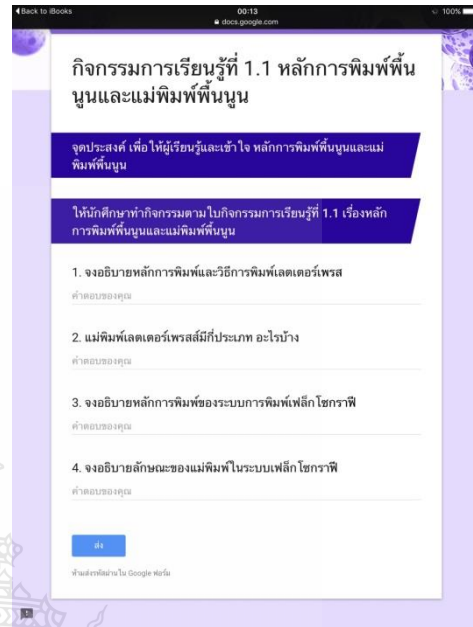 Back to iBooks
00:13
100%
docs.google.com
กิจกรรมการเรียนรู้ที่ 1.1 หลักการพิมพ์พื้น
นูนและแม่พิมพ์พื้นนูน
จุดประสงค์ เพื่อให้ผู้เรียนรู้และเข้าใจ หลักการพิมพ์พื้นนูนและแม่
พิมพ์พื้นนูน
ให้นักศึกษาทำกิจกรรมตามใบกิจกรรมการเรียนรู้ที่ 1.1 เรื่องหลัก
การพิมพ์พื้นนูนและแม่พิมพ์พื้นนูน
1. จงอธิบายหลักการพิมพ์และวิธีการพิมพ์เลตเตอร์เพรส
คำตอบของคุณ
2. แม่พิมพ์เลตเตอร์เพรสส์มีกี่ประเภท อะไรบ้าง
คำตอบของคุณ
3. จงอธิบายหลักการพิมพ์ของระบบการพิมพ์เฟล็กโซกราฟี
คำตอบของคุณ
4. จงอธิบายลักษณะของแม่พิมพ์ในระบบเฟล็กโซกราฟี
คำตอบของคุณ
ส่ง
ห้ามส่งรหัสผ่านใน Google ฟอร์ม